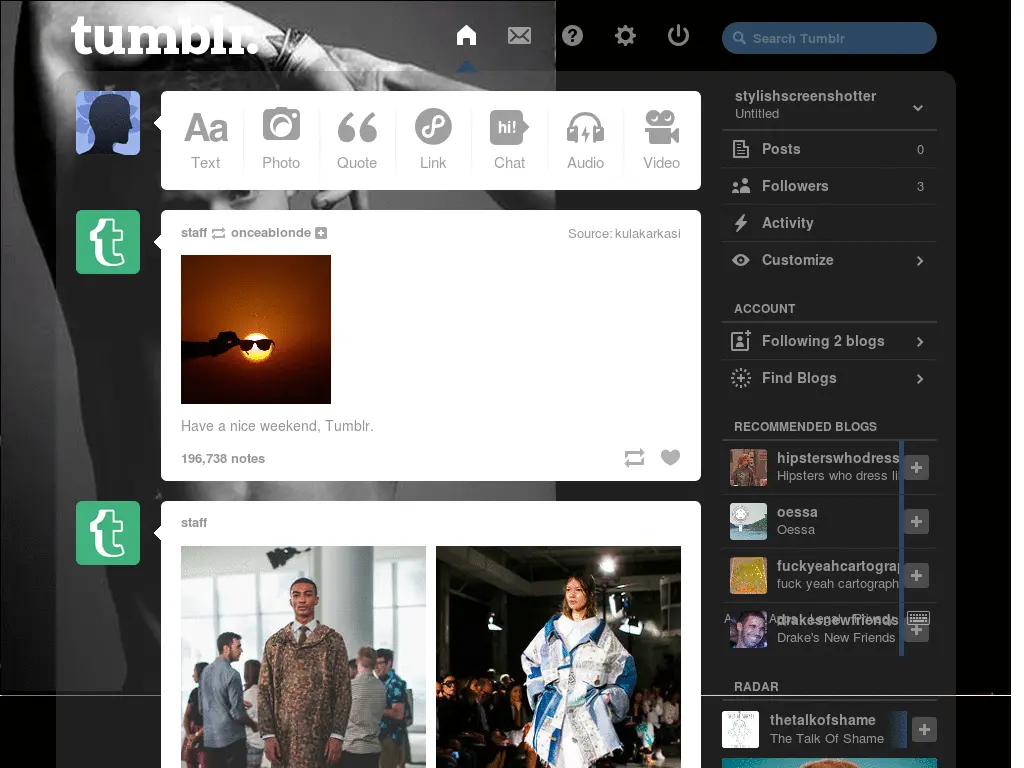 tumblr.
Search Tumblr
Aa
Text
Photo
Quote
Link
hi!
Chat
Audio
Video
stylishscreenshotter
Untitled
Posts 0
Followers 3
Activity
Customize
ACCOUNT
Following 2 blogs
Find Blogs
RECOMMENDED BLOGS
hipsterswhodress
Hipsters who dress li
oessa
Oessa
fuckyeahcartograp
fuck yeah cartograph
drakesnewfriends
Drake's New Friends
RADAR
thetalkofshame
The Talk Of Shame
staff onceablonde
Source: kulakarkasi
Have a nice weekend, Tumblr.
196,738 notes
staff